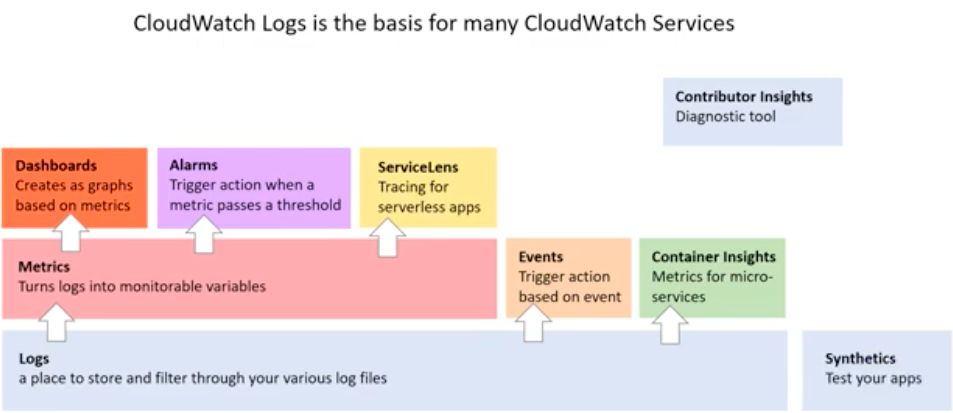 CloudWatch Logs is the basis for many CloudWatch Services
Contributor Insights
Diagnostic tool
Dashboards
Creates as graphs
based on metrics
Alarms
Trigger action when a
metric passes a threshold
ServiceLens
Tracing for
serverless apps
Metrics
Turns logs into monitorable variables
Events
Trigger action
based on event
Container Insights
Metrics for micro-
services
Logs
a place to store and filter through your various log files
Synthetics
Test your apps